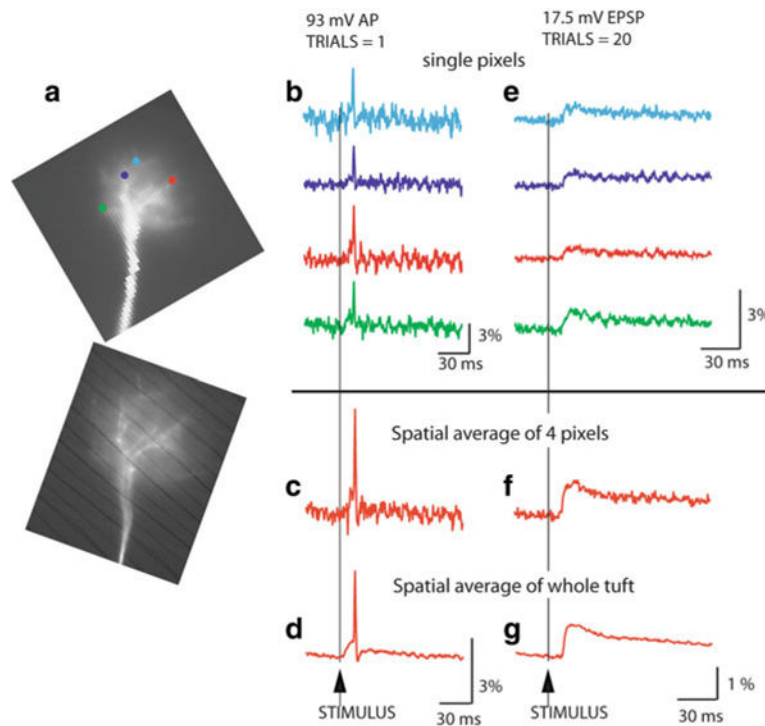 93 mV AP
TRIALS = 1
17.5 mV EPSP
TRIALS = 20
single pixels
a
b
e
3%
30 ms
3%
30 ms
Spatial average of 4 pixels
c
f
Spatial average of whole tuft
d
g
3%
30 ms
1 %
30 ms
STIMULUS
STIMULUS